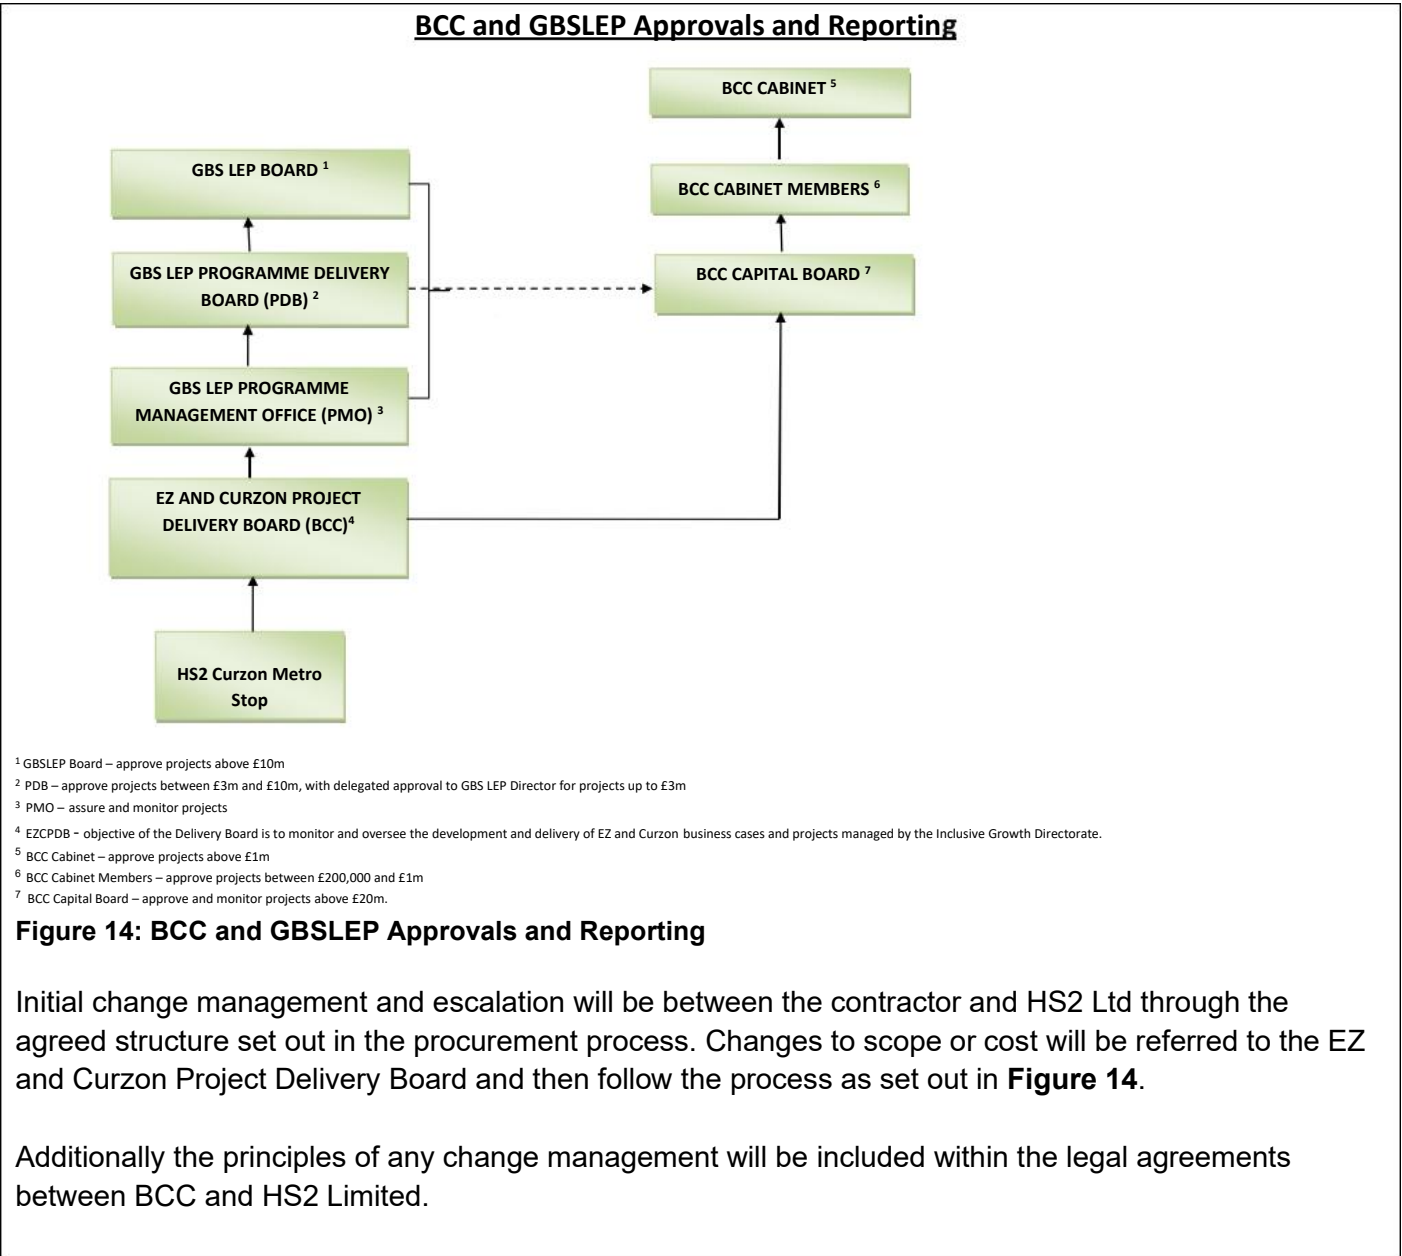 BCC and GBSLEP Approvals and Reporting
BCC CABINET 5
GBS LEP BOARD 1
BCC CABINET MEMBERS 6
GBS LEP PROGRAMME DELIVERY
BOARD (PDB) 2
BCC CAPITAL BOARD 7
GBS LEP PROGRAMME
MANAGEMENT OFFICE (PMO) 3
EZ AND CURZON PROJECT
DELIVERY BOARD (BCC)4
HS2 Curzon Metro
Stop
1 GBSLEP Board – approve projects above £10m
2 PDB – approve projects between £3m and £10m, with delegated approval to GBS LEP Director for projects up to £3m
3 PMO – assure and monitor projects
4 EZCPDB - objective of the Delivery Board is to monitor and oversee the development and delivery of EZ and Curzon business cases and projects managed by the Inclusive Growth Directorate.
5 BCC Cabinet – approve projects above £1m
6 BCC Cabinet Members – approve projects between £200,000 and £1m
7 BCC Capital Board – approve and monitor projects above £20m.
Figure 14: BCC and GBSLEP Approvals and Reporting
Initial change management and escalation will be between the contractor and HS2 Ltd through the
agreed structure set out in the procurement process. Changes to scope or cost will be referred to the EZ
and Curzon Project Delivery Board and then follow the process as set out in Figure 14.
Additionally the principles of any change management will be included within the legal agreements
between BCC and HS2 Limited.